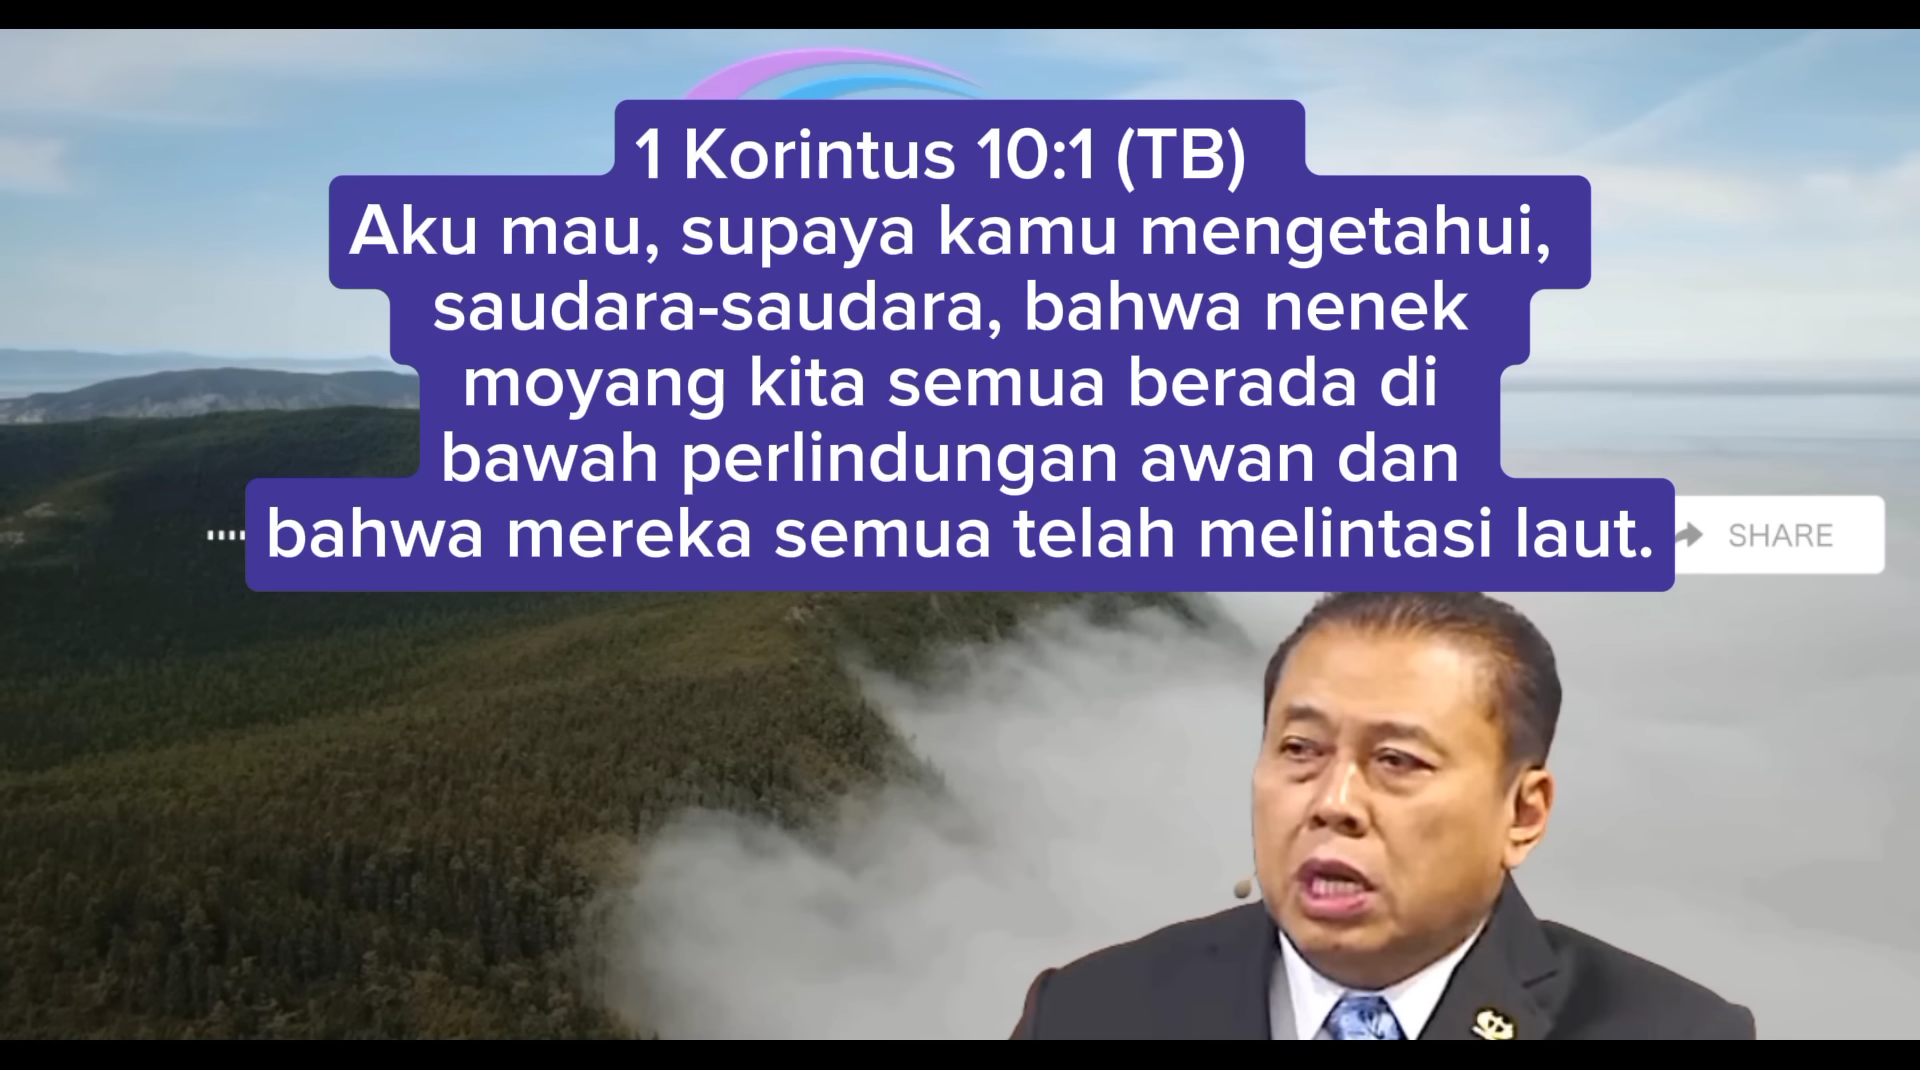 1 Korintus 10:1 (TB)
Aku mau, supaya kamu mengetahui,
saudara-saudara, bahwa nenek
moyang kita semua berada di
bawah perlindungan awan dan
bahwa mereka semua telah melintasi laut.
SHARE